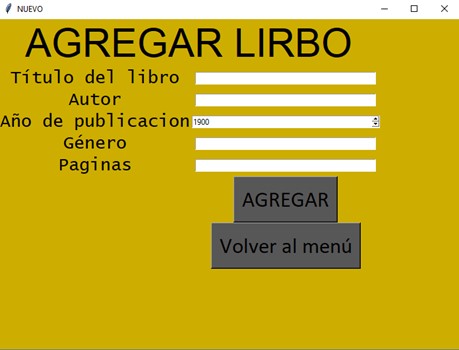 NUEVO
AGREGAR LIRBO
Título del libro
Autor
Año de publicacion 1900
Género
Paginas
AGREGAR
Volver al menú